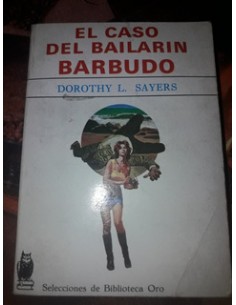 EL CASO
DEL BAILARIN
BARBUDO
DOROTHY L. SAYERS
Selecciones de Biblioteca Oro